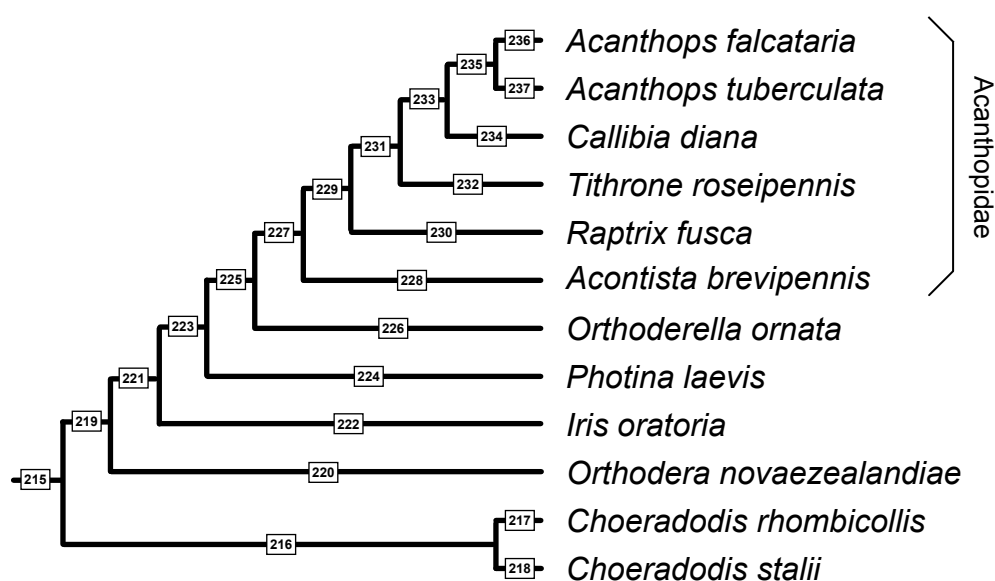 236 Acanthops falcataria
235
237 Acanthops tuberculata
233
234 Callibia diana
231
232 Tithrone roseipennis
229
230 Raptrix fusca
227
228 Acontista brevipennis
225
226 Orthoderella ornata
223
224 Photina laevis
221
222 Iris oratoria
219
220 Orthodera novaezealandiae
215
217 Choeradodis rhombicollis
216
218 Choeradodis stalii
Acanthopidae